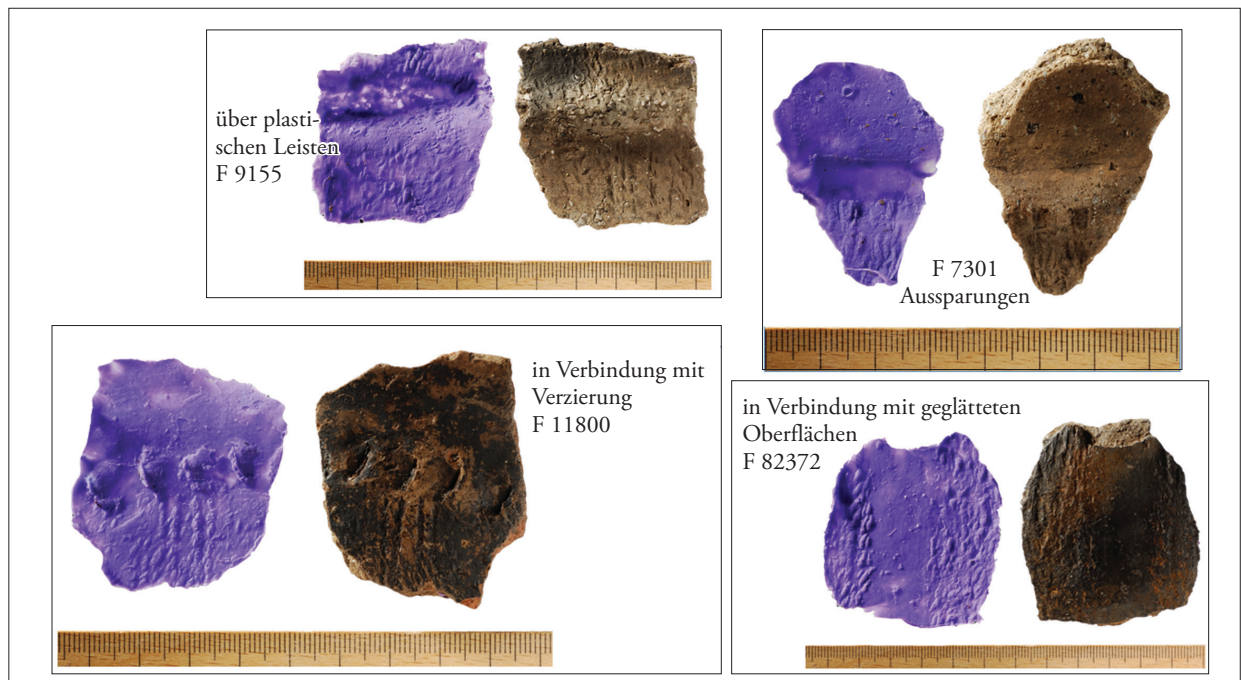 über plasti-
schen Leisten
F 9155
F 7301
Aussparungen
in Verbindung mit
Verzierung
F 11800
in Verbindung mit geglätteten
Oberflächen
F 82372